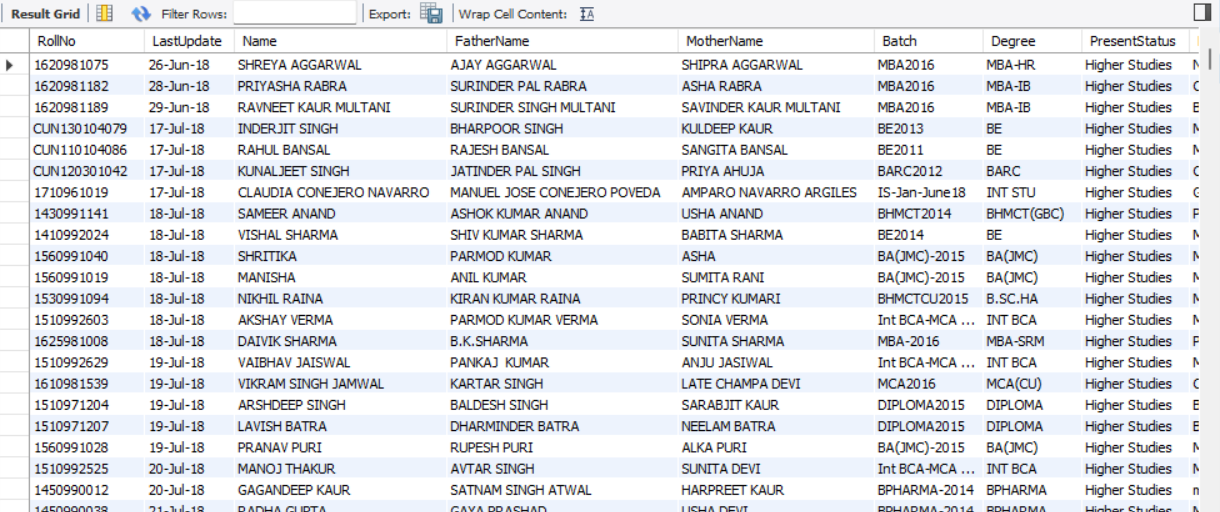 Result Grid Filter Rows: Export: Wrap Cell Content:
RollNo LastUpdate Name FatherName MotherName Batch Degree PresentStatus
1620981075 26-Jun-18 SHREYA AGGARWAL AJAY AGGARWAL SHIPRA AGGARWAL MBA2016 MBA-HR Higher Studies
1620981182 28-Jun-18 PRIYASHA RABRA SURINDER PAL RABRA ASHA RABRA MBA2016 MBA-IB Higher Studies
1620981189 29-Jun-18 RAVNEET KAUR MULTANI SURINDER SINGH MULTANI SAVINDER KAUR MULTANI MBA2016 MBA-IB Higher Studies
CUN130104079 17-Jul-18 INDERJIT SINGH BHARPOOR SINGH KULDEEP KAUR BE2013 BE Higher Studies
CUN110104086 17-Jul-18 RAHUL BANSAL RAJESH BANSAL SANGITA BANSAL BE2011 BE Higher Studies
CUN120301042 17-Jul-18 KUNALJEET SINGH JATINDER PAL SINGH PRIYA AHUJA BARC2012 BARC Higher Studies
1710961019 17-Jul-18 CLAUDIA CONEJERO NAVARRO MANUEL JOSE CONEJERO POVEDA AMPARO NAVARRO ARGILES IS-Jan-June18 INT STU Higher Studies
1430991141 18-Jul-18 SAMEER ANAND ASHOK KUMAR ANAND USHA ANAND BHMCT2014 BHMCT(GBC) Higher Studies
1410992024 18-Jul-18 VISHAL SHARMA SHIV KUMAR SHARMA BABITA SHARMA BE2014 BE Higher Studies
1560991040 18-Jul-18 SHRITIKA PARMOD KUMAR ASHA BA(JMC)-2015 BA(JMC) Higher Studies
1560991019 18-Jul-18 MANISHA ANIL KUMAR SUMITA RANI BA(JMC)-2015 BA(JMC) Higher Studies
1530991094 18-Jul-18 NIKHIL RAINA KIRAN KUMAR RAINA PRINCY KUMARI BHMCTCU2015 B.SC.HA Higher Studies
1510992603 18-Jul-18 AKSHAY VERMA PARMOD KUMAR VERMA SONIA VERMA Int BCA-MCA ... INT BCA Higher Studies
1625981008 18-Jul-18 DAIVIK SHARMA B.K.SHARMA SUNITA SHARMA MBA-2016 MBA-SRM Higher Studies
1510992629 19-Jul-18 VAIBHAV JAISWAL PANKAJ KUMAR ANJU JASIWAL Int BCA-MCA ... INT BCA Higher Studies
1610981539 19-Jul-18 VIKRAM SINGH JAMWAL KARTAR SINGH LATE CHAMPA DEVI MCA2016 MCA(CU) Higher Studies
1510971204 19-Jul-18 ARSHDEEP SINGH BALDESH SINGH SARABJIT KAUR DIPLOMA2015 DIPLOMA Higher Studies
1510971207 19-Jul-18 LAVISH BATRA DHARMINDER BATRA NEELAM BATRA DIPLOMA2015 DIPLOMA Higher Studies
1560991028 19-Jul-18 PRANAV PURI RUPESH PURI ALKA PURI BA(JMC)-2015 BA(JMC) Higher Studies
1510992525 20-Jul-18 MANOJ THAKUR AVTAR SINGH SUNITA DEVI Int BCA-MCA ... INT BCA Higher Studies
1450990012 20-Jul-18 GAGANDEEP KAUR SATNAM SINGH ATWAL HARPREET KAUR BPHARMA-2014 BPHARMA Higher Studies
1450990038 21-Jul-18 RADHA GUPTA GAYA PRASHAD USHA DEVI BPHARMA-2014 BPHARMA Higher Studies